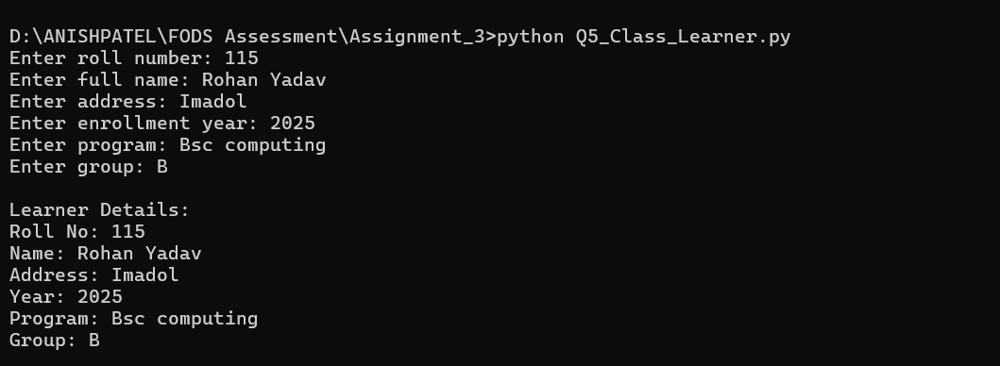 D:\ANISHPATEL\FODS Assessment\Assignment_3>python Q5_Class_Learner.py
Enter roll number: 115
Enter full name: Rohan Yadav
Enter address: Imadol
Enter enrollment year: 2025
Enter program: Bsc computing
Enter group: B

Learner Details:
Roll No: 115
Name: Rohan Yadav
Address: Imadol
Year: 2025
Program: Bsc computing
Group: B